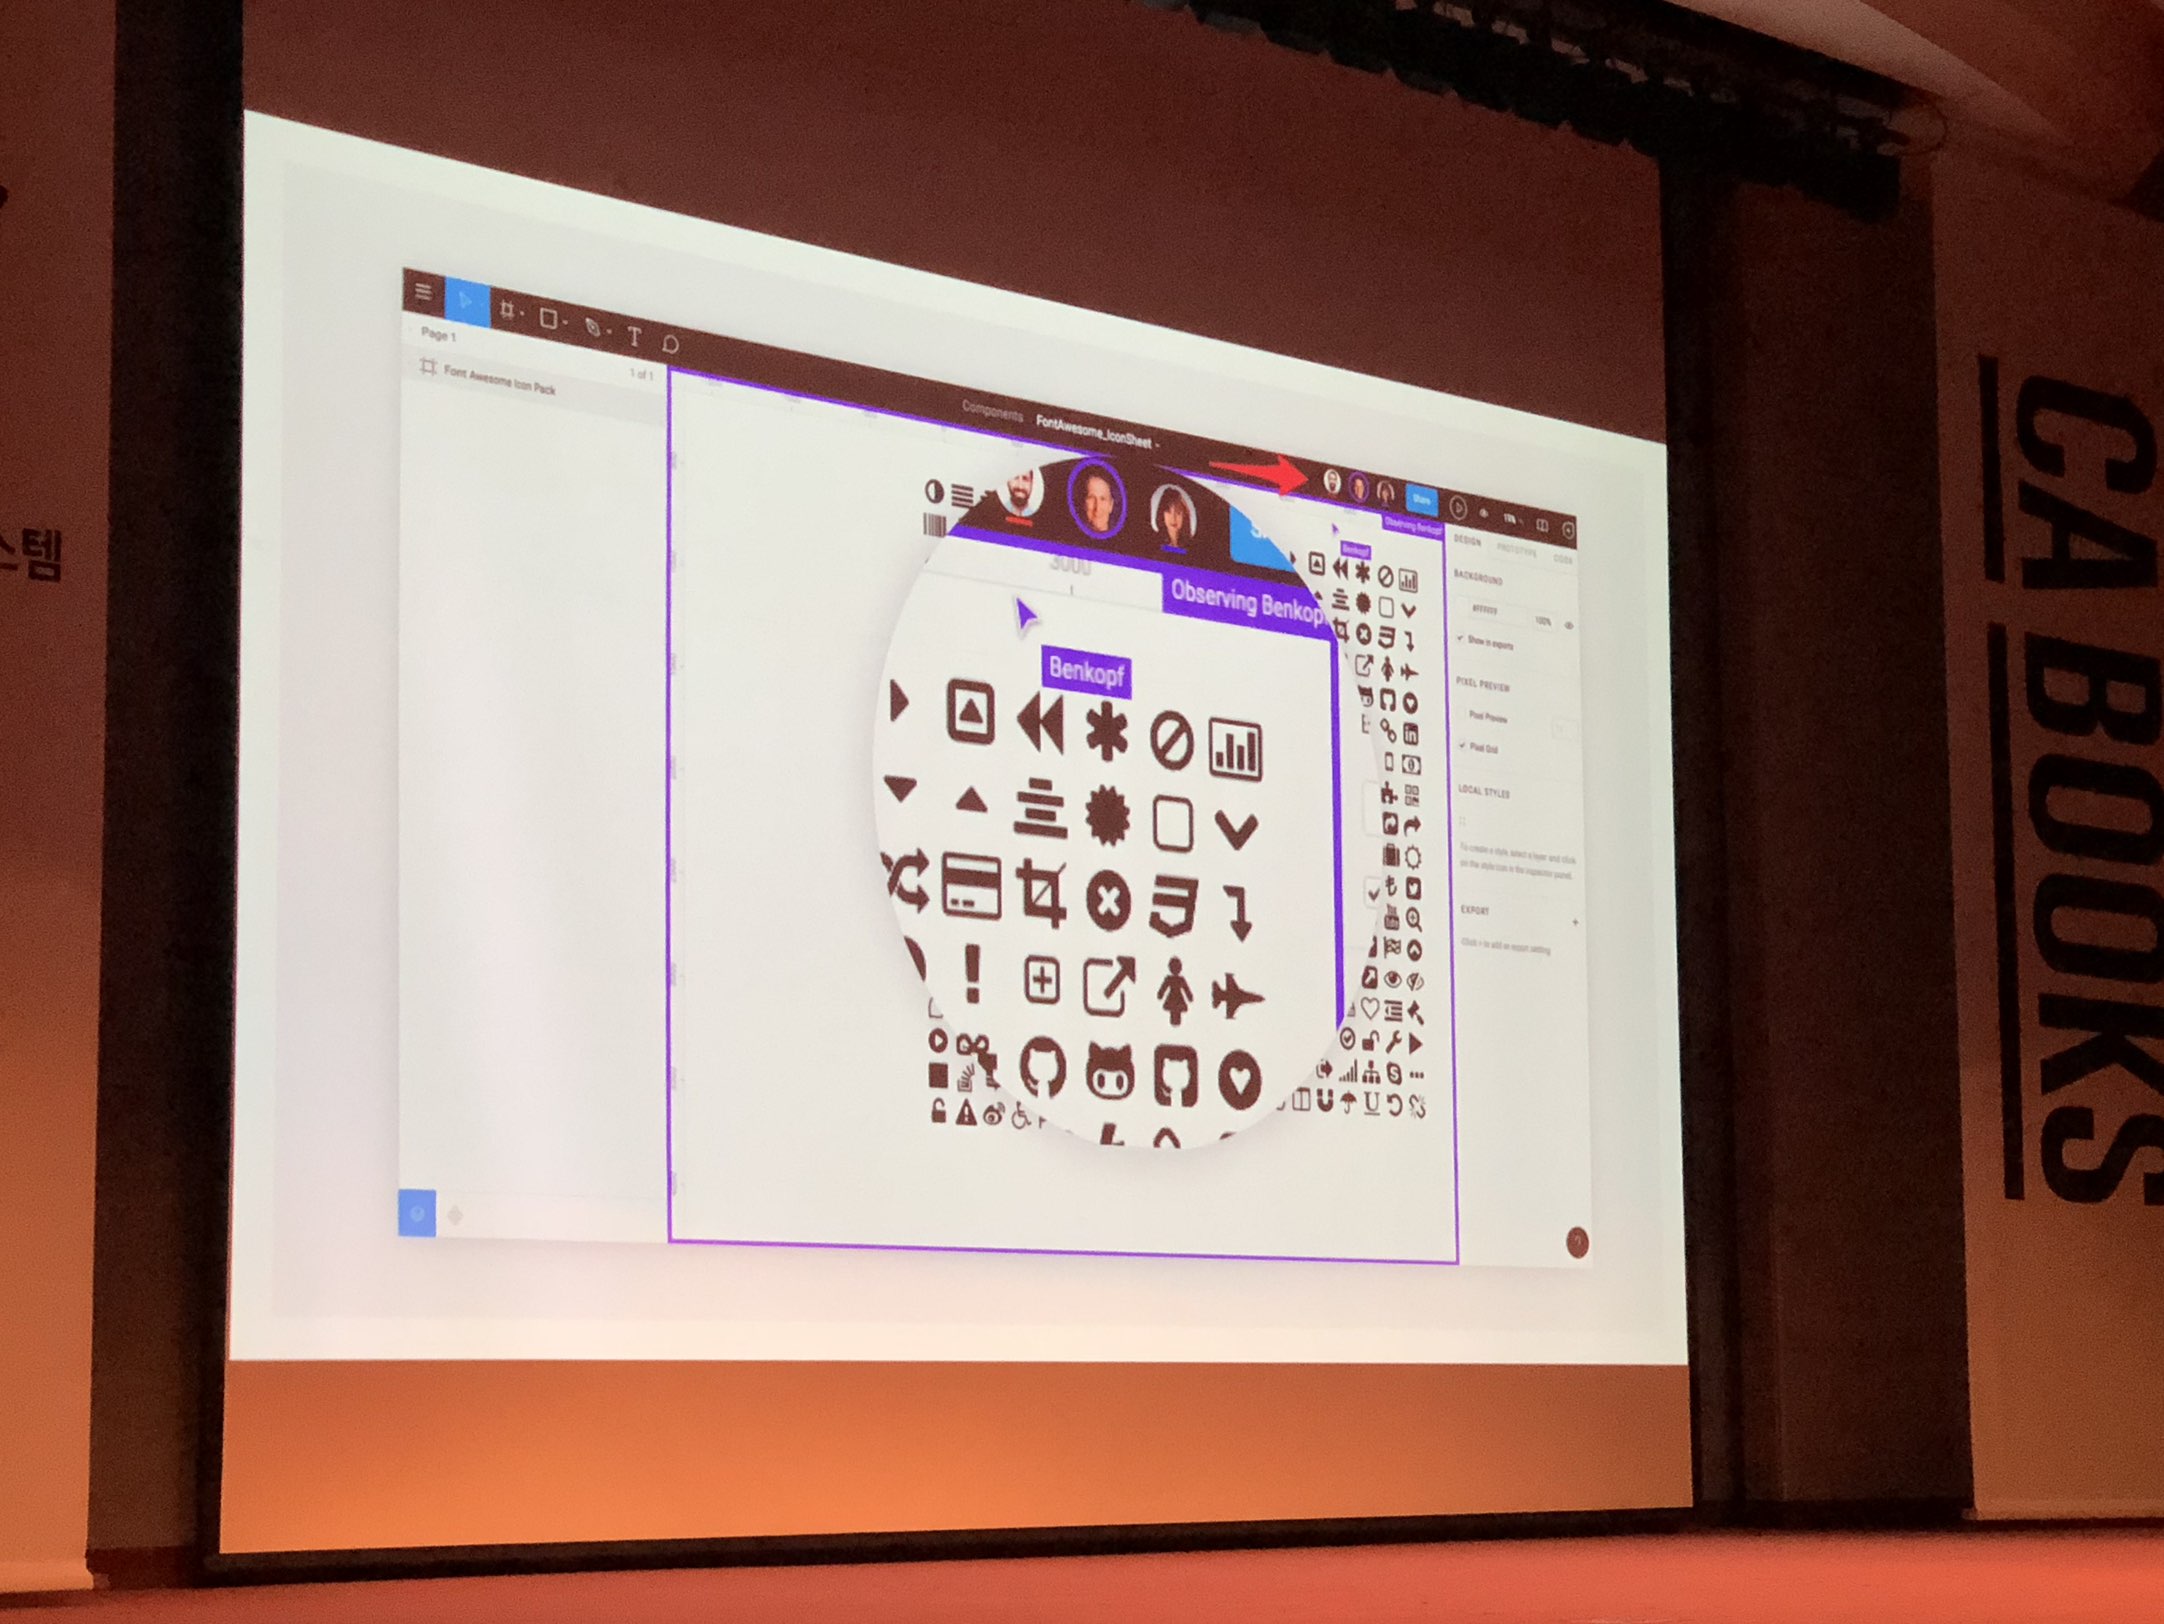 스템
Page 1
1 of 1
Font Awesome Icon Pack
Components
FontAwesome_IconSheet
Share
Observing Benkopf
Benkopf
3000
Observing Benkop
Benkopf
DESIGN
PROTOTYPE
CODE
BACKGROUND
FFFFFF
100%
Show in exports
PIXEL PREVIEW
Pixel Preview
Pixel Grid
LOCAL STYLES
To create a style, select a layer and click
on the style icon in the inspector panel.
EXPORT
Click + to add an export setting
CA BOOKS